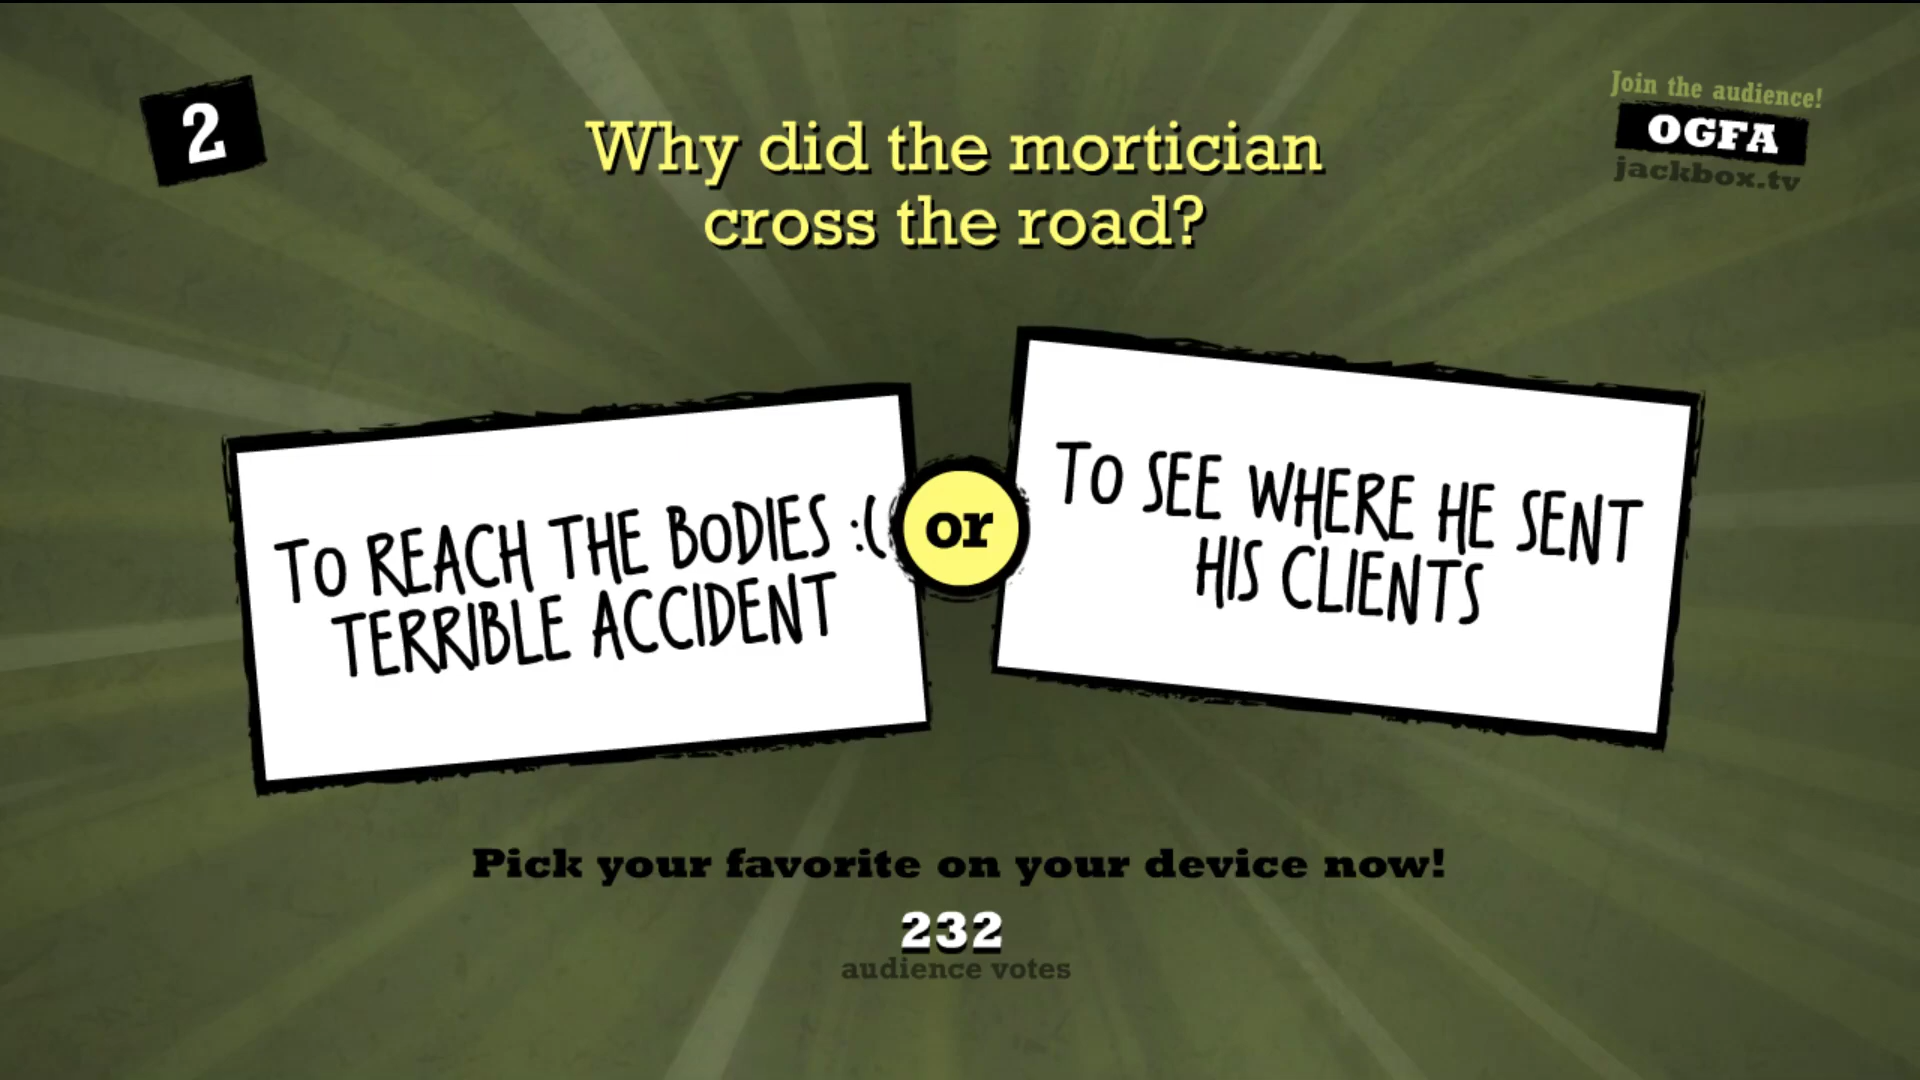 2
Why did the mortician
cross the road?
Join the audience!
OGFA
jackbox.tv
TO REACH THE BODIES :(
TERRIBLE ACCIDENT
or
TO SEE WHERE HE SENT
HIS CLIENTS
Pick your favorite on your device now!
232
audience votes